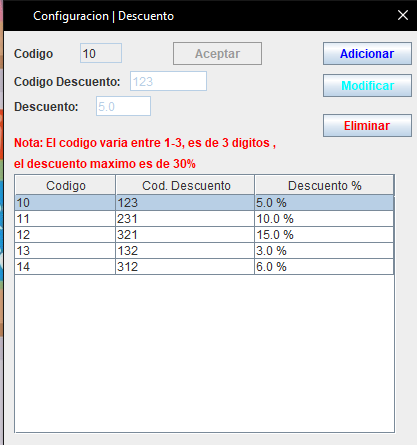 Configuracion | Descuento
Codigo 10 Aceptar Adicionar
Codigo Descuento: 123 Modificar
Descuento: 5.0
Eliminar
Nota: El codigo varia entre 1-3, es de 3 digitos ,
el descuento maximo es de 30%
Codigo Cod. Descuento Descuento %
10 123 5.0 %
11 231 10.0 %
12 321 15.0 %
13 132 3.0 %
14 312 6.0 %